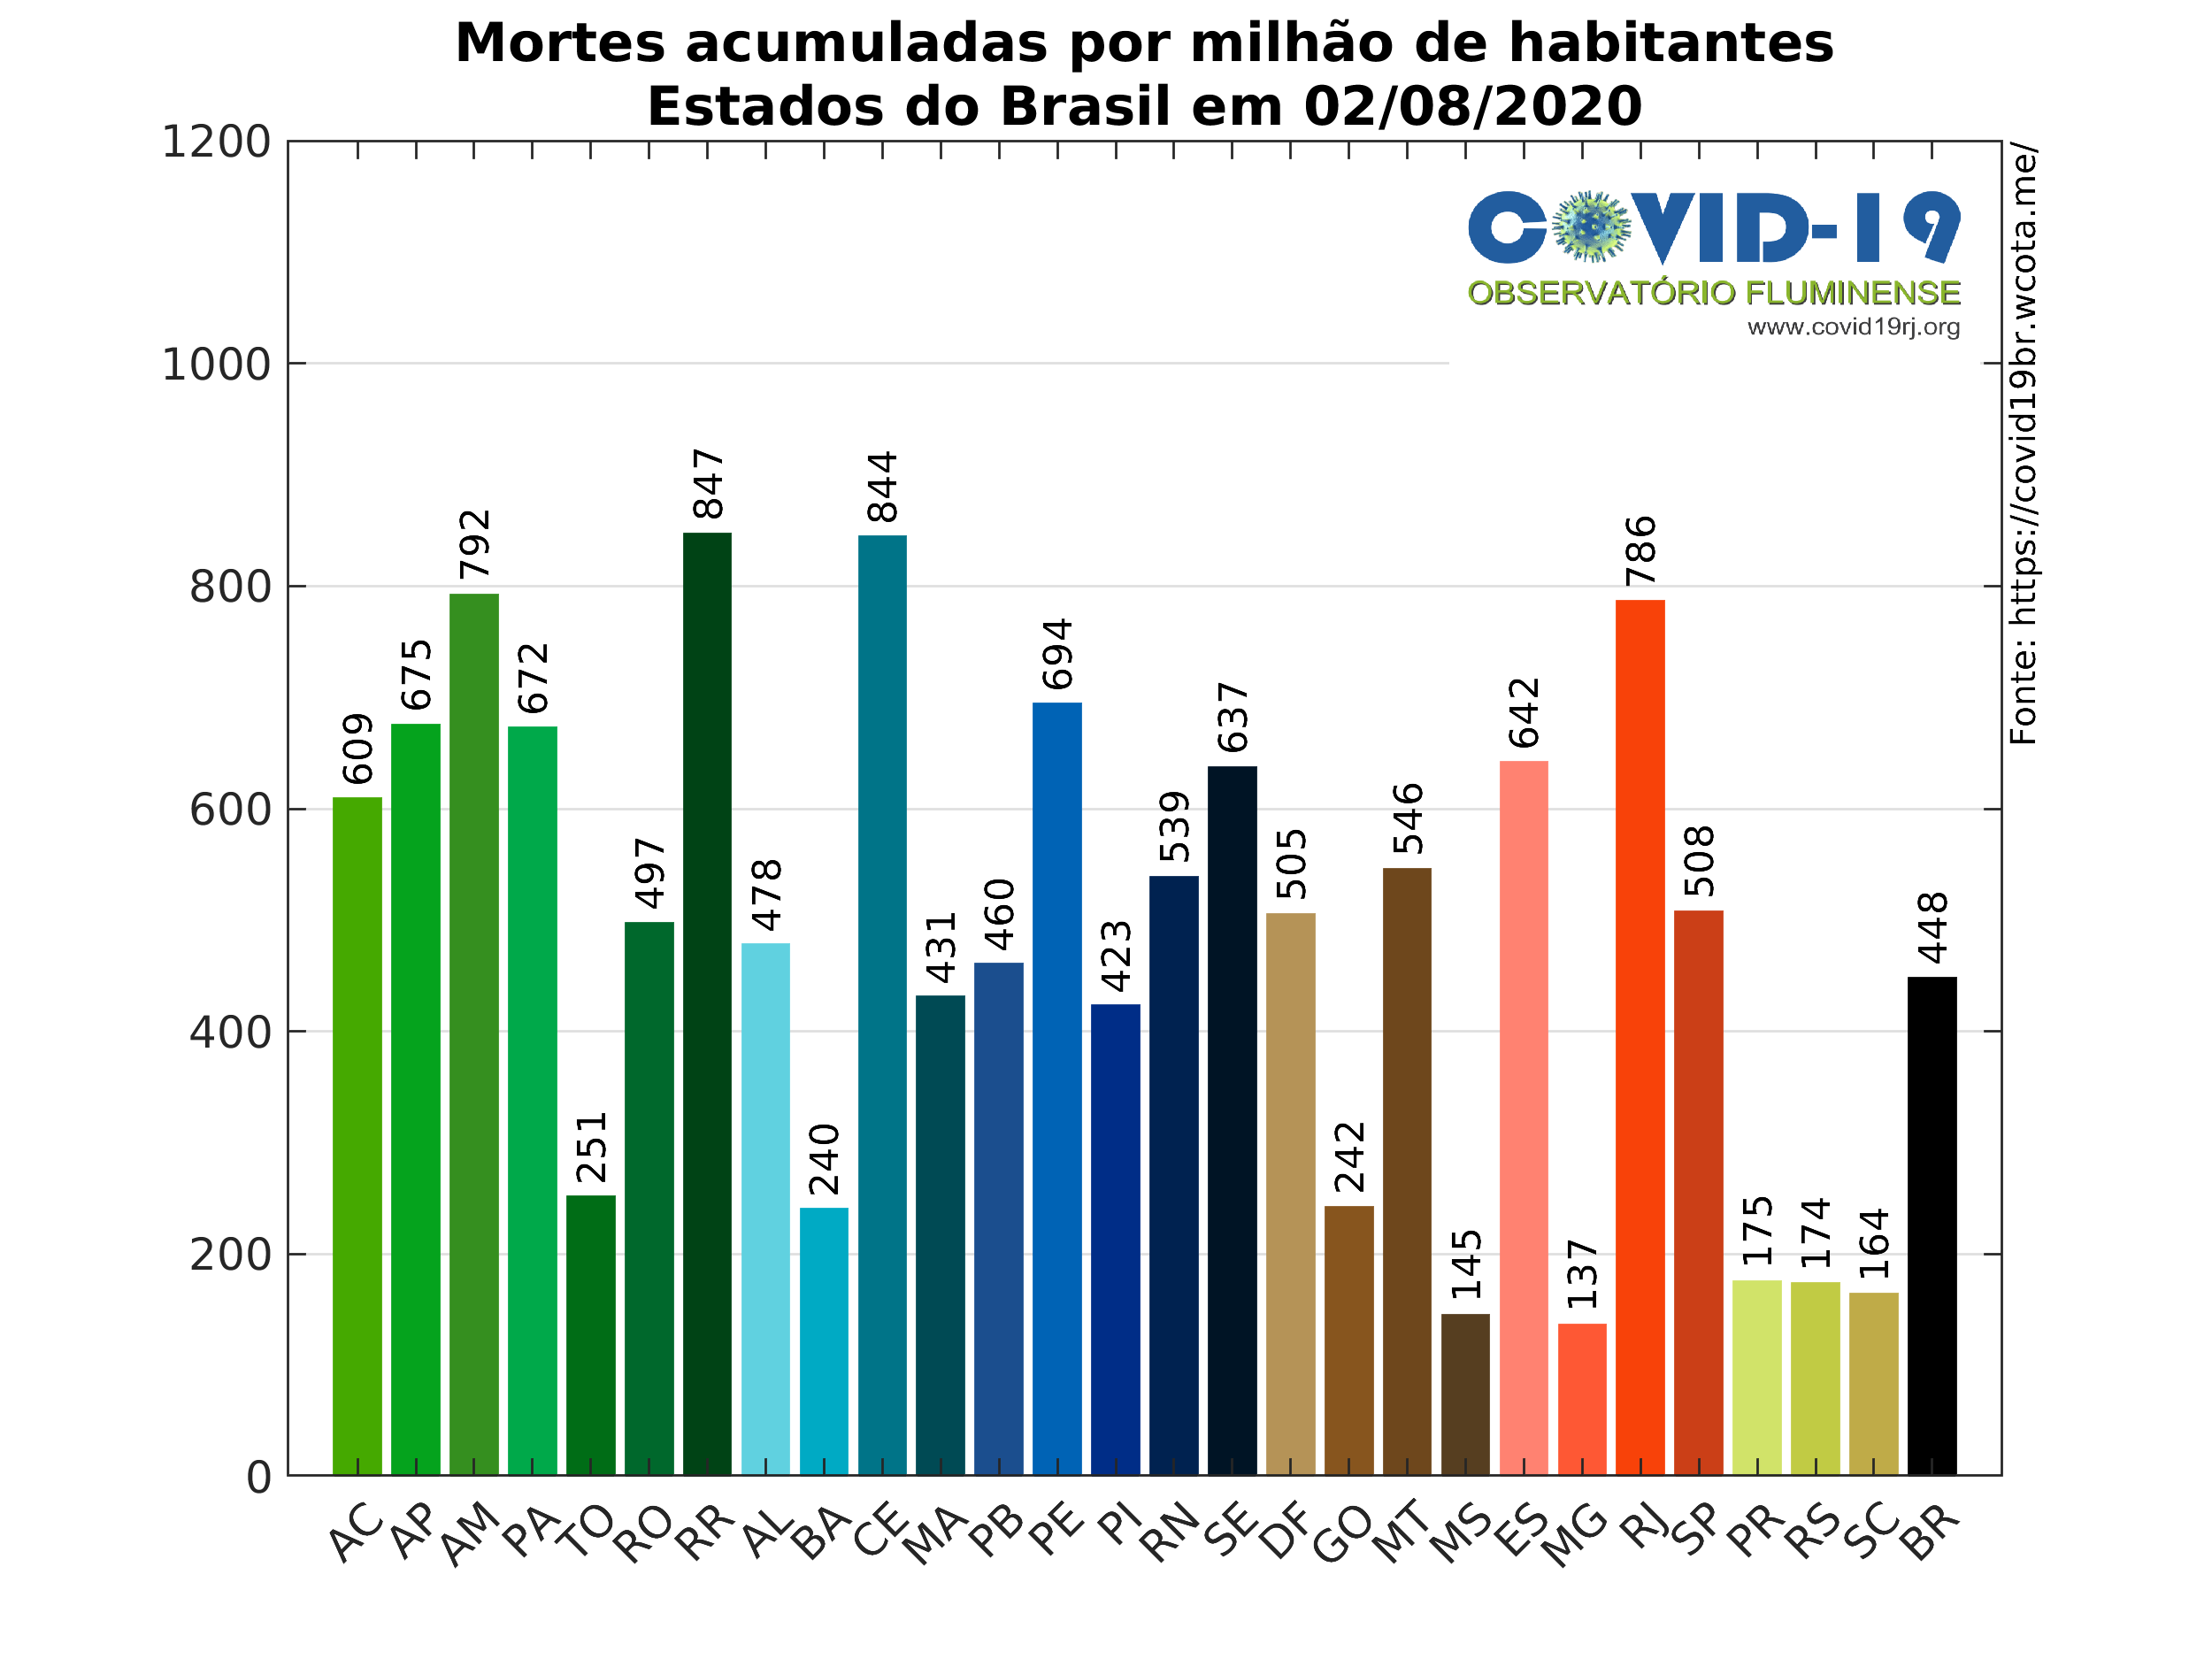 Mortes acumuladas por milhão de habitantes
Estados do Brasil em 02/08/2020
COVID-19
OBSERVATÓRIO FLUMINENSE
www.covid19rj.org
Fonte: https://covid19br.wcota.me/
1200
1000
800
600
400
200
0
609
675
792
672
251
497
847
478
240
844
431
460
694
423
539
637
505
242
546
145
642
137
786
508
175
174
164
448
AC
AP
AM
PA
TO
RO
RR
AL
BA
CE
MA
PB
PE
PI
RN
SE
DF
GO
MT
MS
ES
MG
RJ
SP
PR
RS
SC
BR